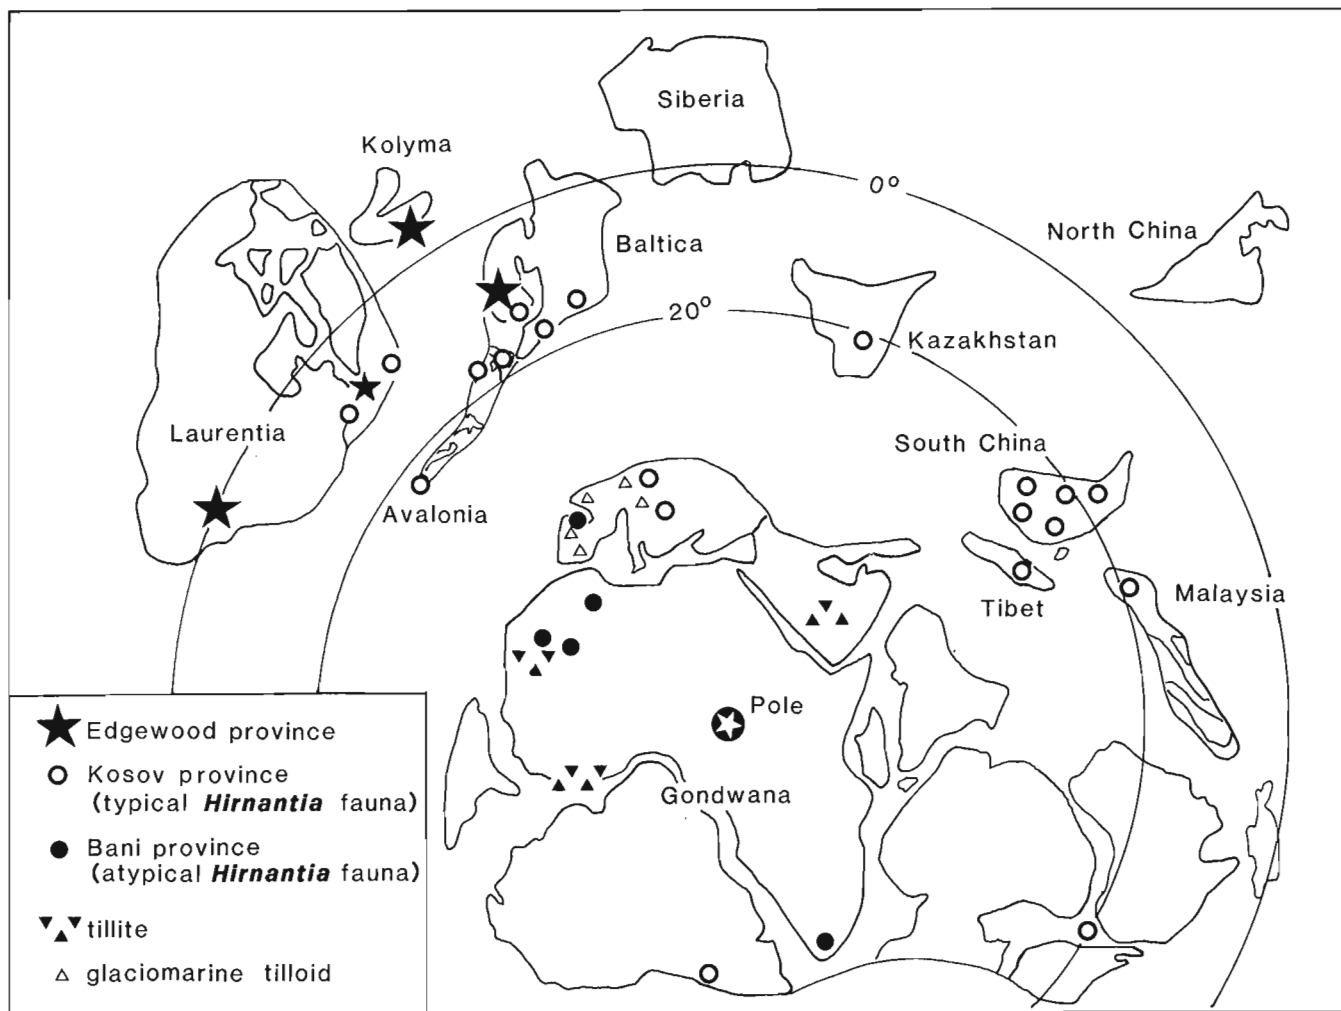 Siberia
Kolyma
0°
North China
Baltica
20°
Kazakhstan
Laurentia
South China
Avalonia
Tibet
Malaysia
Pole
Gondwana
Edgewood province
Kosov province
(typical Hirnantia fauna)
Bani province
(atypical Hirnantia fauna)
tillite
glaciomarine tilloid